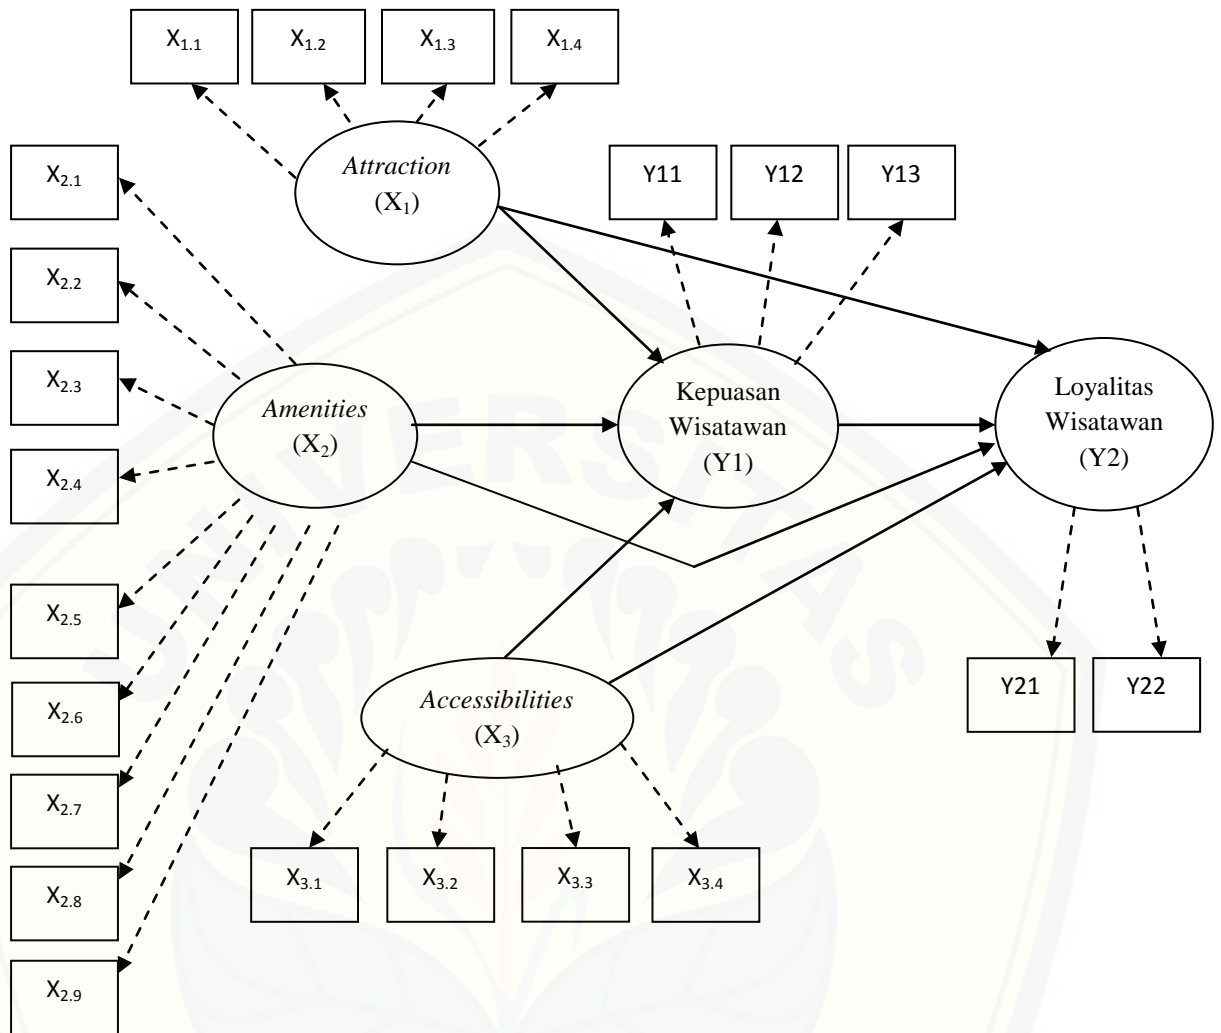 X1.1
X1.2
X1.3
X1.4
Attraction
(X1)
X2.1
X2.2
X2.3
X2.4
X2.5
X2.6
X2.7
X2.8
X2.9
Amenities
(X2)
Y11
Y12
Y13
Kepuasan
Wisatawan
(Y1)
Loyalitas
Wisatawan
(Y2)
Y21
Y22
Accessibilities
(X3)
X3.1
X3.2
X3.3
X3.4
UNIVERSITAS